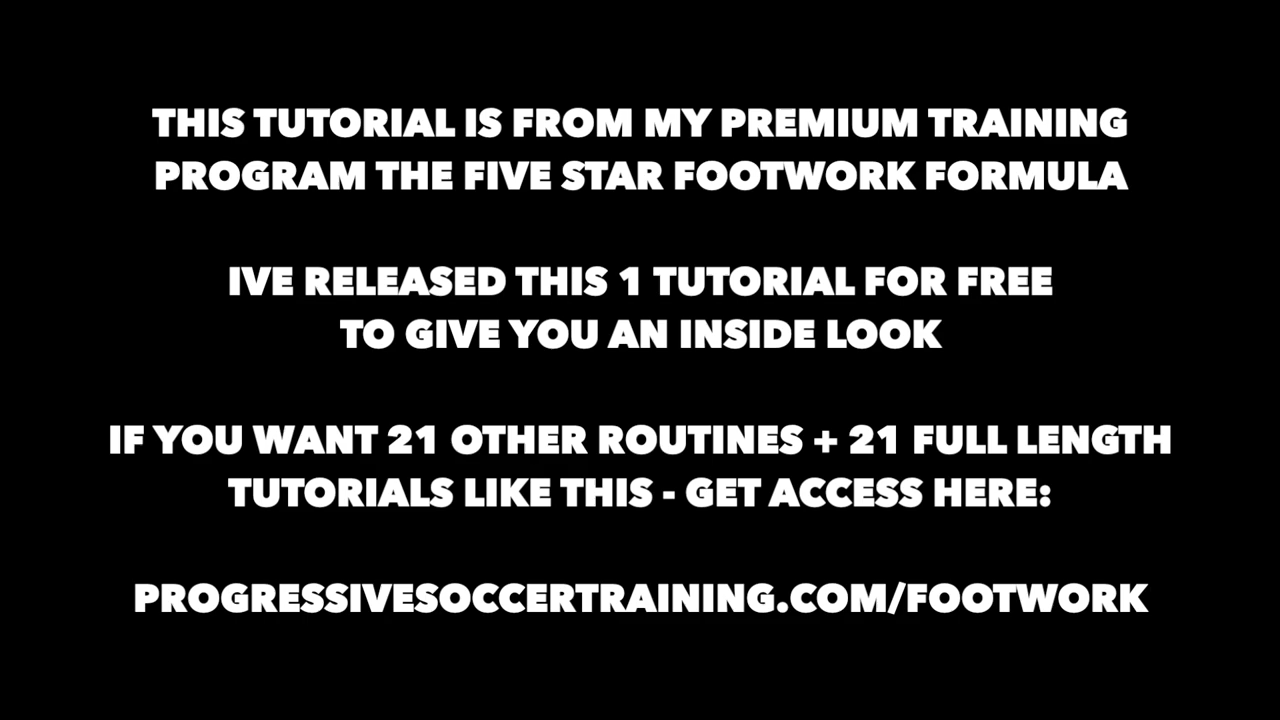 THIS TUTORIAL IS FROM MY PREMIUM TRAINING
PROGRAM THE FIVE STAR FOOTWORK FORMULA
IVE RELEASED THIS 1 TUTORIAL FOR FREE
TO GIVE YOU AN INSIDE LOOK
IF YOU WANT 21 OTHER ROUTINES + 21 FULL LENGTH
TUTORIALS LIKE THIS - GET ACCESS HERE:
PROGRESSIVESOCCERTRAINING.COM/FOOTWORK